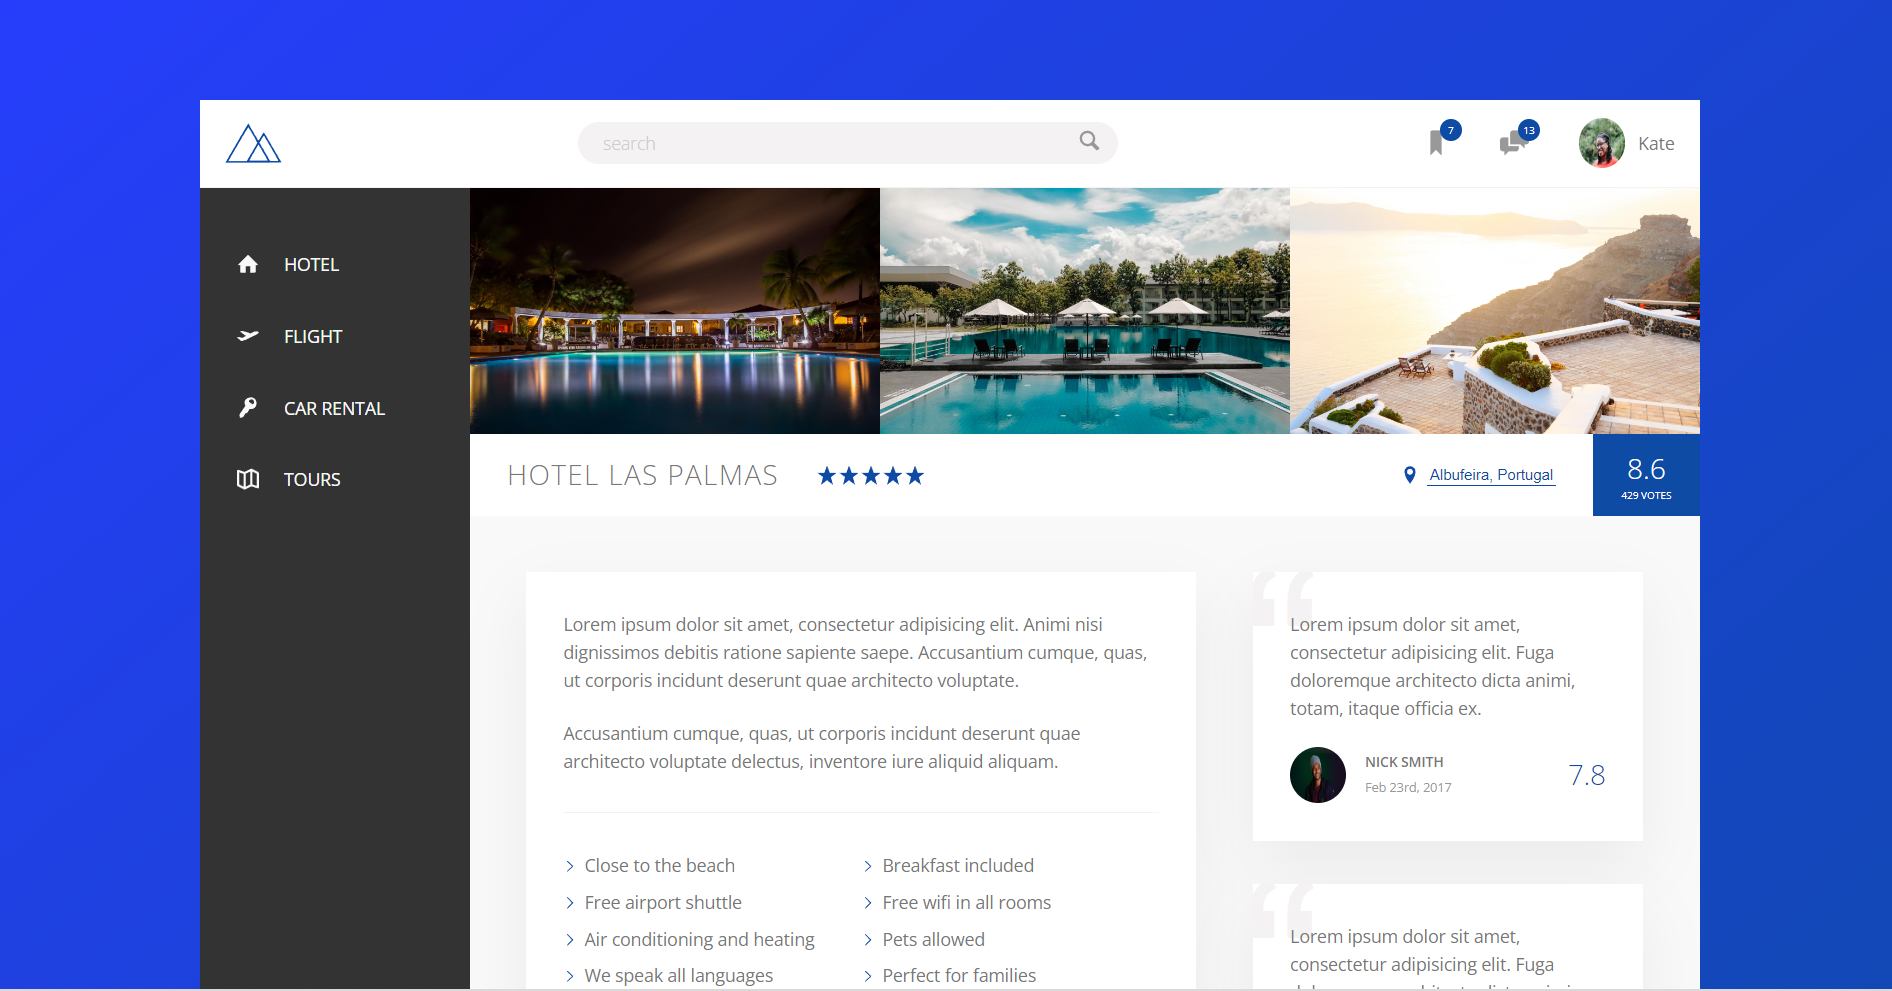 search
7
13
Kate
HOTEL
FLIGHT
CAR RENTAL
TOURS
HOTEL LAS PALMAS
Albufeira, Portugal
8.6
429 VOTES
Lorem ipsum dolor sit amet, consectetur adipisicing elit. Animi nisi
dignissimos debitis ratione sapiente saepe. Accusantium cumque, quas,
ut corporis incidunt deserunt quae architecto voluptate.
Accusantium cumque, quas, ut corporis incidunt deserunt quae
architecto voluptate delectus, inventore iure aliquid aliquam.
Close to the beach
Breakfast included
Free airport shuttle
Free wifi in all rooms
Air conditioning and heating
Pets allowed
We speak all languages
Perfect for families
“
Lorem ipsum dolor sit amet,
consectetur adipisicing elit. Fuga
doloremque architecto dicta animi,
totam, itaque officia ex.
NICK SMITH
Feb 23rd, 2017
7.8
“
Lorem ipsum dolor sit amet,
consectetur adipisicing elit. Fuga